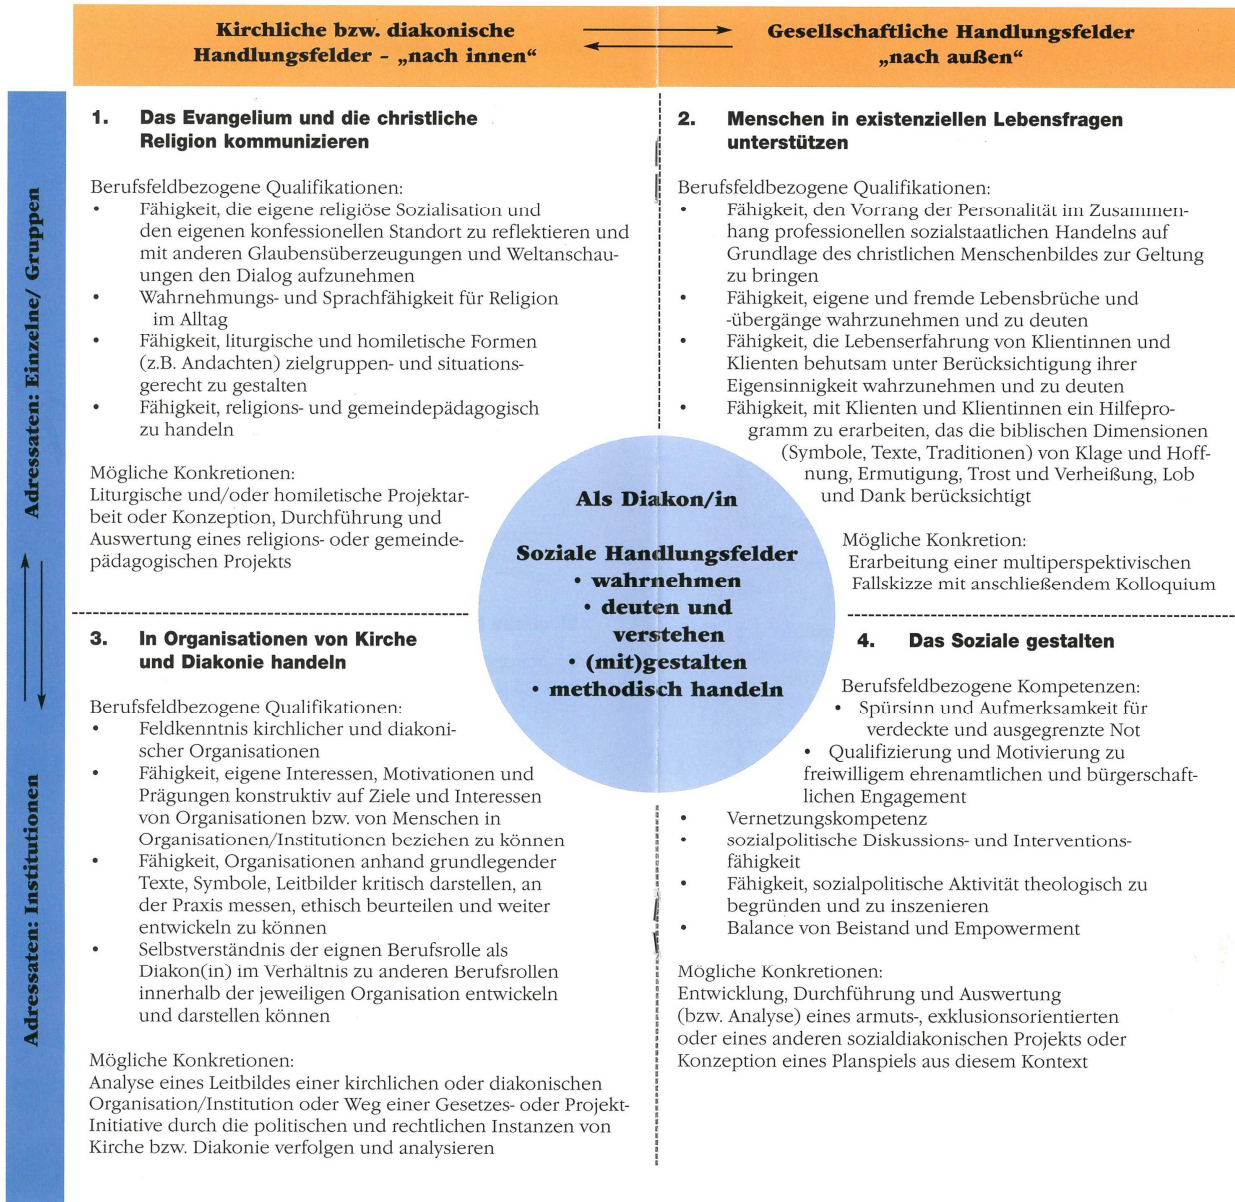 Kirchliche bzw. diakonische
Handlungsfelder - „nach innen“
Gesellschaftliche Handlungsfelder
„nach außen“
Adressaten: Einzelne/ Gruppen
Adressaten: Institutionen
1. Das Evangelium und die christliche
Religion kommunizieren
Berufsfeldbezogene Qualifikationen:
• Fähigkeit, die eigene religiöse Sozialisation und
den eigenen konfessionellen Standort zu reflektieren und
mit anderen Glaubensüberzeugungen und Weltanschau-
ungen den Dialog aufzunehmen
• Wahrnehmungs- und Sprachfähigkeit für Religion
im Alltag
• Fähigkeit, liturgische und homiletische Formen
(z.B. Andachten) zielgruppen- und situations-
gerecht zu gestalten
• Fähigkeit, religions- und gemeindepädagogisch
zu handeln
Mögliche Konkretionen:
Liturgische und/oder homiletische Projektar-
beit oder Konzeption, Durchführung und
Auswertung eines religions- oder gemeinde-
pädagogischen Projekts
2. Menschen in existenziellen Lebensfragen
unterstützen
Berufsfeldbezogene Qualifikationen:
• Fähigkeit, den Vorrang der Personalität im Zusammen-
hang professionellen sozialstaatlichen Handelns auf
Grundlage des christlichen Menschenbildes zur Geltung
zu bringen
• Fähigkeit, eigene und fremde Lebensbrüche und
-übergänge wahrzunehmen und zu deuten
• Fähigkeit, die Lebenserfahrung von Klientinnen und
Klienten behutsam unter Berücksichtigung ihrer
Eigensinnigkeit wahrzunehmen und zu deuten
• Fähigkeit, mit Klienten und Klientinnen ein Hilfepro-
gramm zu erarbeiten, das die biblischen Dimensionen
(Symbole, Texte, Traditionen) von Klage und Hoff-
nung, Ermutigung, Trost und Verheißung, Lob
und Dank berücksichtigt
Mögliche Konkretion:
Erarbeitung einer multiperspektivischen
Fallskizze mit anschließendem Kolloquium
Als Diakon/in
Soziale Handlungsfelder
• wahrnehmen
• deuten und
verstehen
• (mit)gestalten
• methodisch handeln
3. In Organisationen von Kirche
und Diakonie handeln
Berufsfeldbezogene Qualifikationen:
• Feldkenntnis kirchlicher und diakoni-
scher Organisationen
• Fähigkeit, eigene Interessen, Motivationen und
Prägungen konstruktiv auf Ziele und Interessen
von Organisationen bzw. von Menschen in
Organisationen/Institutionen beziehen zu können
• Fähigkeit, Organisationen anhand grundlegender
Texte, Symbole, Leitbilder kritisch darstellen, an
der Praxis messen, ethisch beurteilen und weiter
entwickeln zu können
• Selbstverständnis der eignen Berufsrolle als
Diakon(in) im Verhältnis zu anderen Berufsrollen
innerhalb der jeweiligen Organisation entwickeln
und darstellen können
Mögliche Konkretionen:
Analyse eines Leitbildes einer kirchlichen oder diakonischen
Organisation/Institution oder Weg einer Gesetzes- oder Projekt-
Initiative durch die politischen und rechtlichen Instanzen von
Kirche bzw. Diakonie verfolgen und analysieren
4. Das Soziale gestalten
Berufsfeldbezogene Kompetenzen:
• Spürsinn und Aufmerksamkeit für
verdeckte und ausgegrenzte Not
• Qualifizierung und Motivierung zu
freiwilligem ehrenamtlichen und bürgerschaft-
lichen Engagement
• Vernetzungskompetenz
• sozialpolitische Diskussions- und Interventions-
fähigkeit
• Fähigkeit, sozialpolitische Aktivität theologisch zu
begründen und zu inszenieren
• Balance von Beistand und Empowerment
Mögliche Konkretionen:
Entwicklung, Durchführung und Auswertung
(bzw. Analyse) eines armuts-, exklusionsorientierten
oder eines anderen sozialdiakonischen Projekts oder
Konzeption eines Planspiels aus diesem Kontext